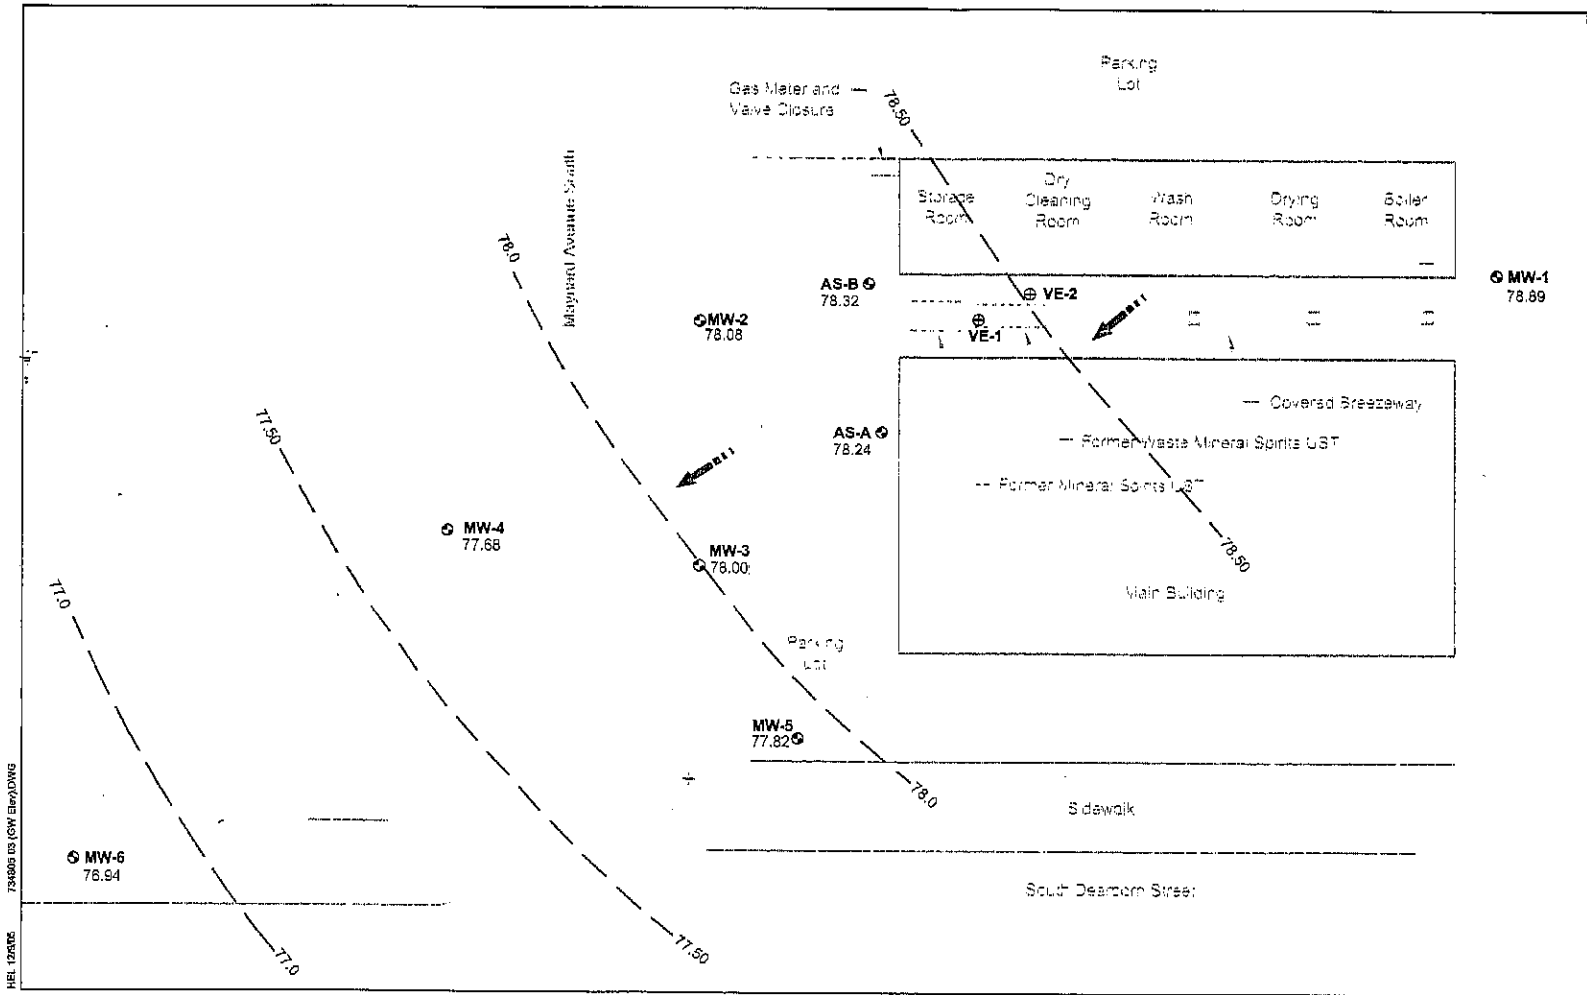 Parking
Lot
Gas Meter and
Valve Closure
78.50
Maynard Avenue South
Storage
Room
Dry
Cleaning
Room
Wash
Room
Drying
Room
Boiler
Room
78.0
AS-B
78.32
VE-2
MW-1
78.89
MW-2
78.08
VE-1
Covered Breezeway
77.50
AS-A
78.24
Former Waste Mineral Spirits UST
Former Mineral Spirits UST
MW-4
77.68
MW-3
78.00
78.50
77.0
Main Building
Parking
Lot
MW-5
77.82
78.0
Sidewalk
MW-6
76.94
South Dearborn Street
77.50
77.0
HEL 12/9/05 734805 03 (GW Elev).DWG